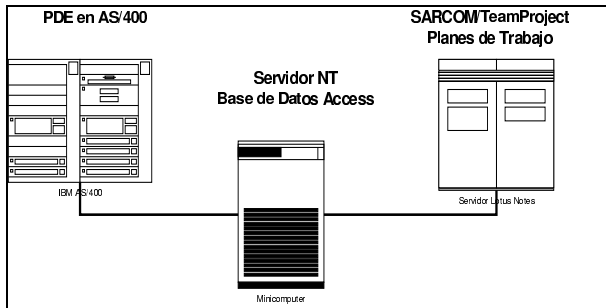 PDE en AS/400
SARCOM/TeamProject
Planes de Trabajo
Servidor NT
Base de Datos Access
IBM AS/400
Servidor Lotus Notes
Minicomputer